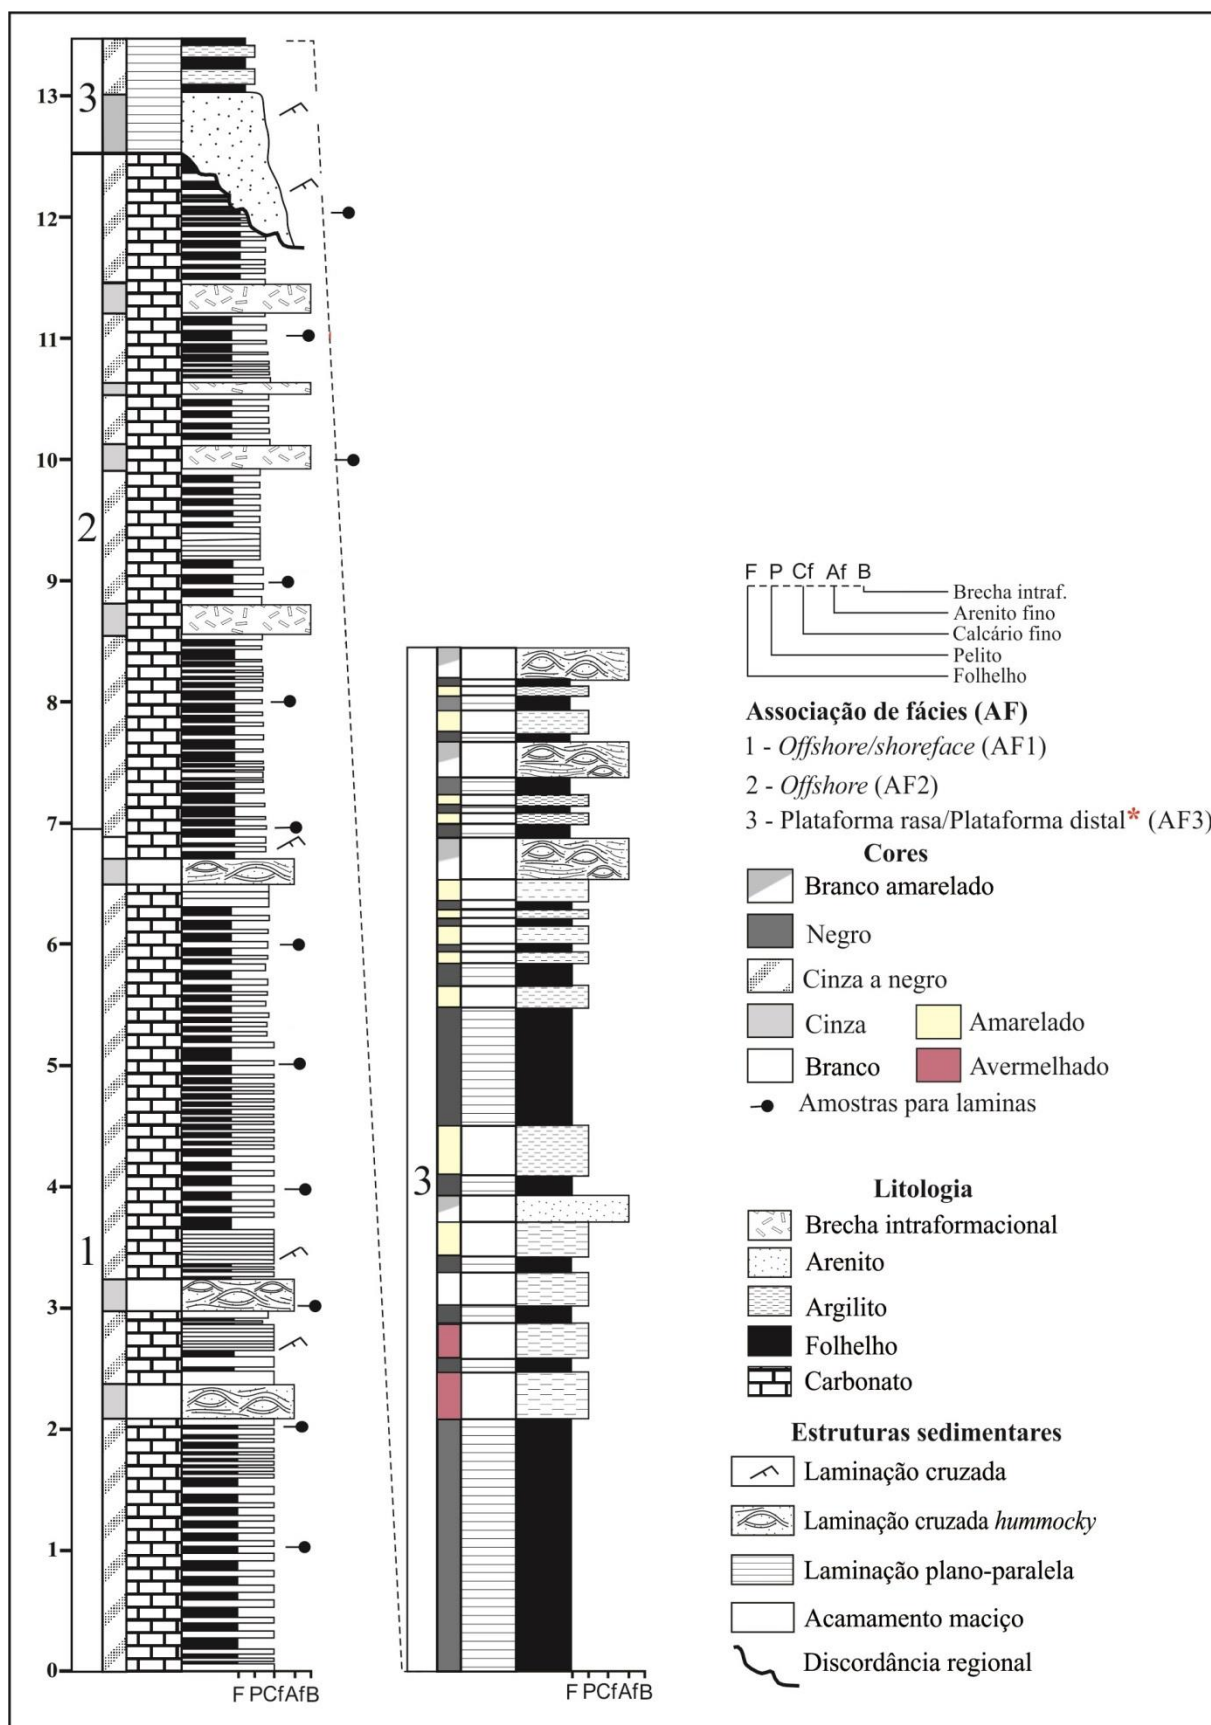 13
3
12
11
10
2
9
8
7
6
5
4
1
3
2
1
0
F PCfAfB
3
F PCfAfB
F P Cf Af B
Brecha intraf.
Arenito fino
Calcário fino
Pelito
Folhelho
Associação de fácies (AF)
1 - Offshore/shoreface (AF1)
2 - Offshore (AF2)
3 - Plataforma rasa/Plataforma distal* (AF3)
Cores
Branco amarelado
Negro
Cinza a negro
Cinza Amarelado
Branco Avermelhado
Amostras para laminas
Litologia
Brecha intraformacional
Arenito
Argilito
Folhelho
Carbonato
Estruturas sedimentares
Laminação cruzada
Laminação cruzada hummocky
Laminação plano-paralela
Acamamento maciço
Discordância regional